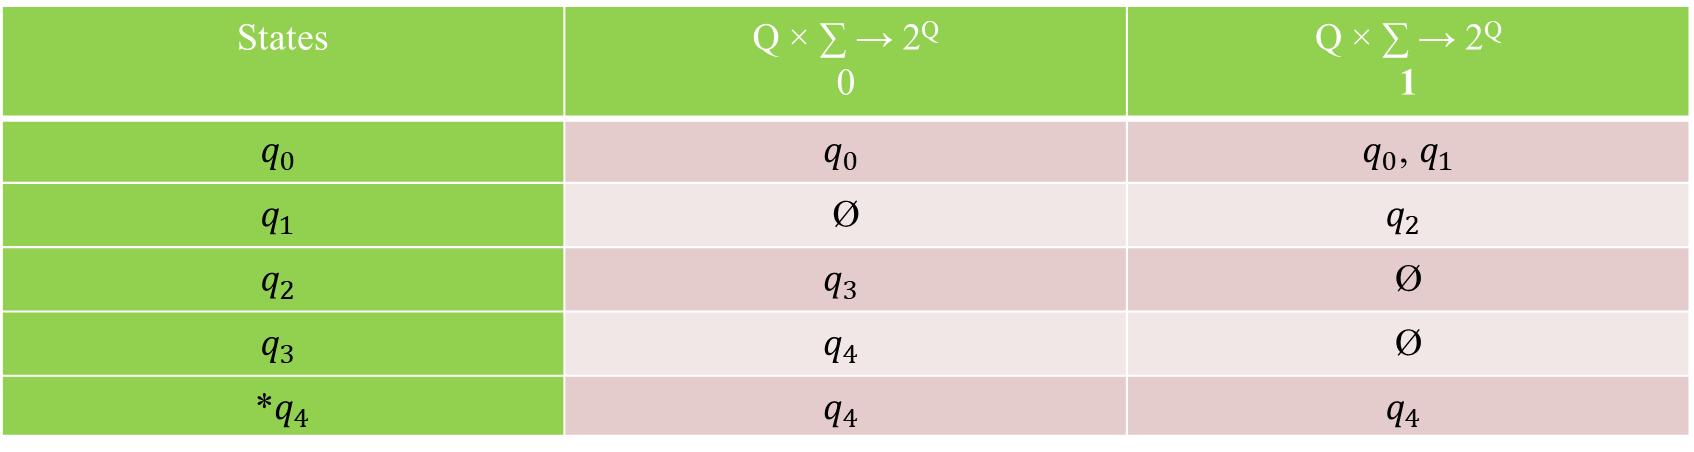 States Q × ∑ → 2^Q Q × ∑ → 2^Q
0 1
q₀ q₀ q₀, q₁
q₁ Ø q₂
q₂ q₃ Ø
q₃ q₄ Ø
*q₄ q₄ q₄